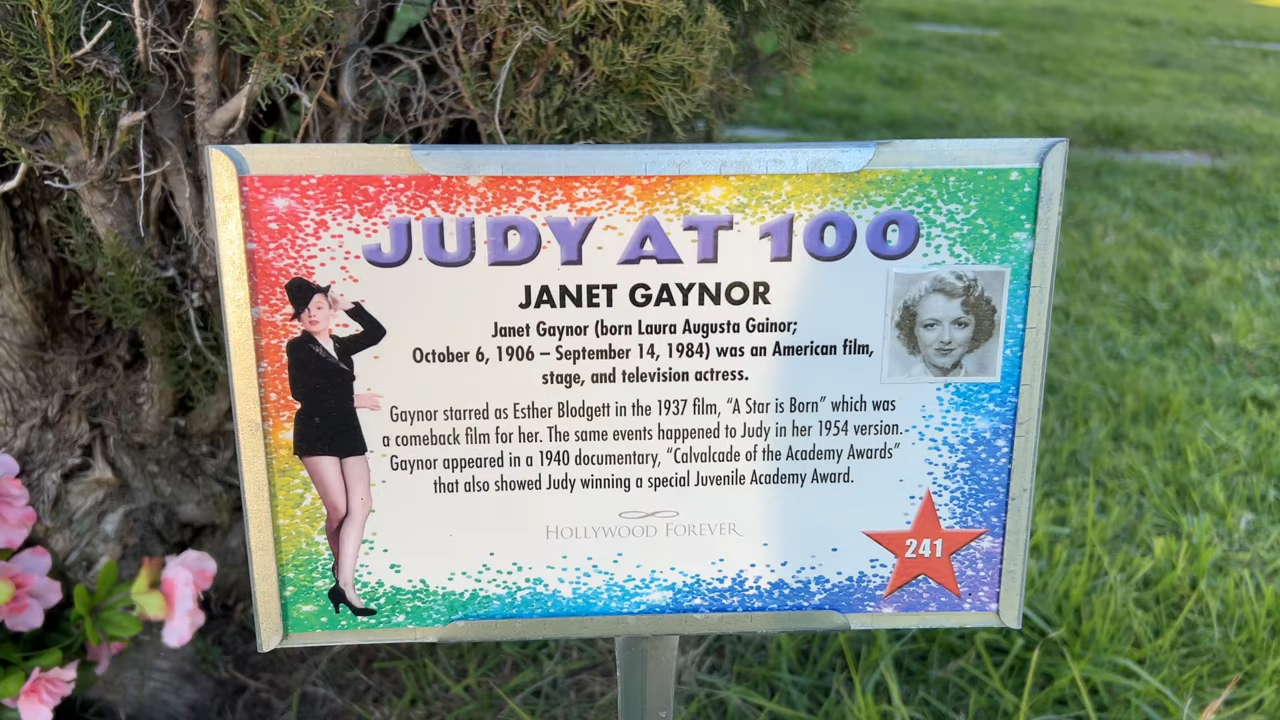 JUDY AT 100
JANET GAYNOR
Janet Gaynor (born Laura Augusta Gainor;
October 6, 1906 – September 14, 1984) was an American film,
stage, and television actress.
Gaynor starred as Esther Blodgett in the 1937 film, “A Star is Born” which was
a comeback film for her. The same events happened to Judy in her 1954 version.
Gaynor appeared in a 1940 documentary, “Calvalcade of the Academy Awards”
that also showed Judy winning a special Juvenile Academy Award.
HOLLYWOOD FOREVER
241